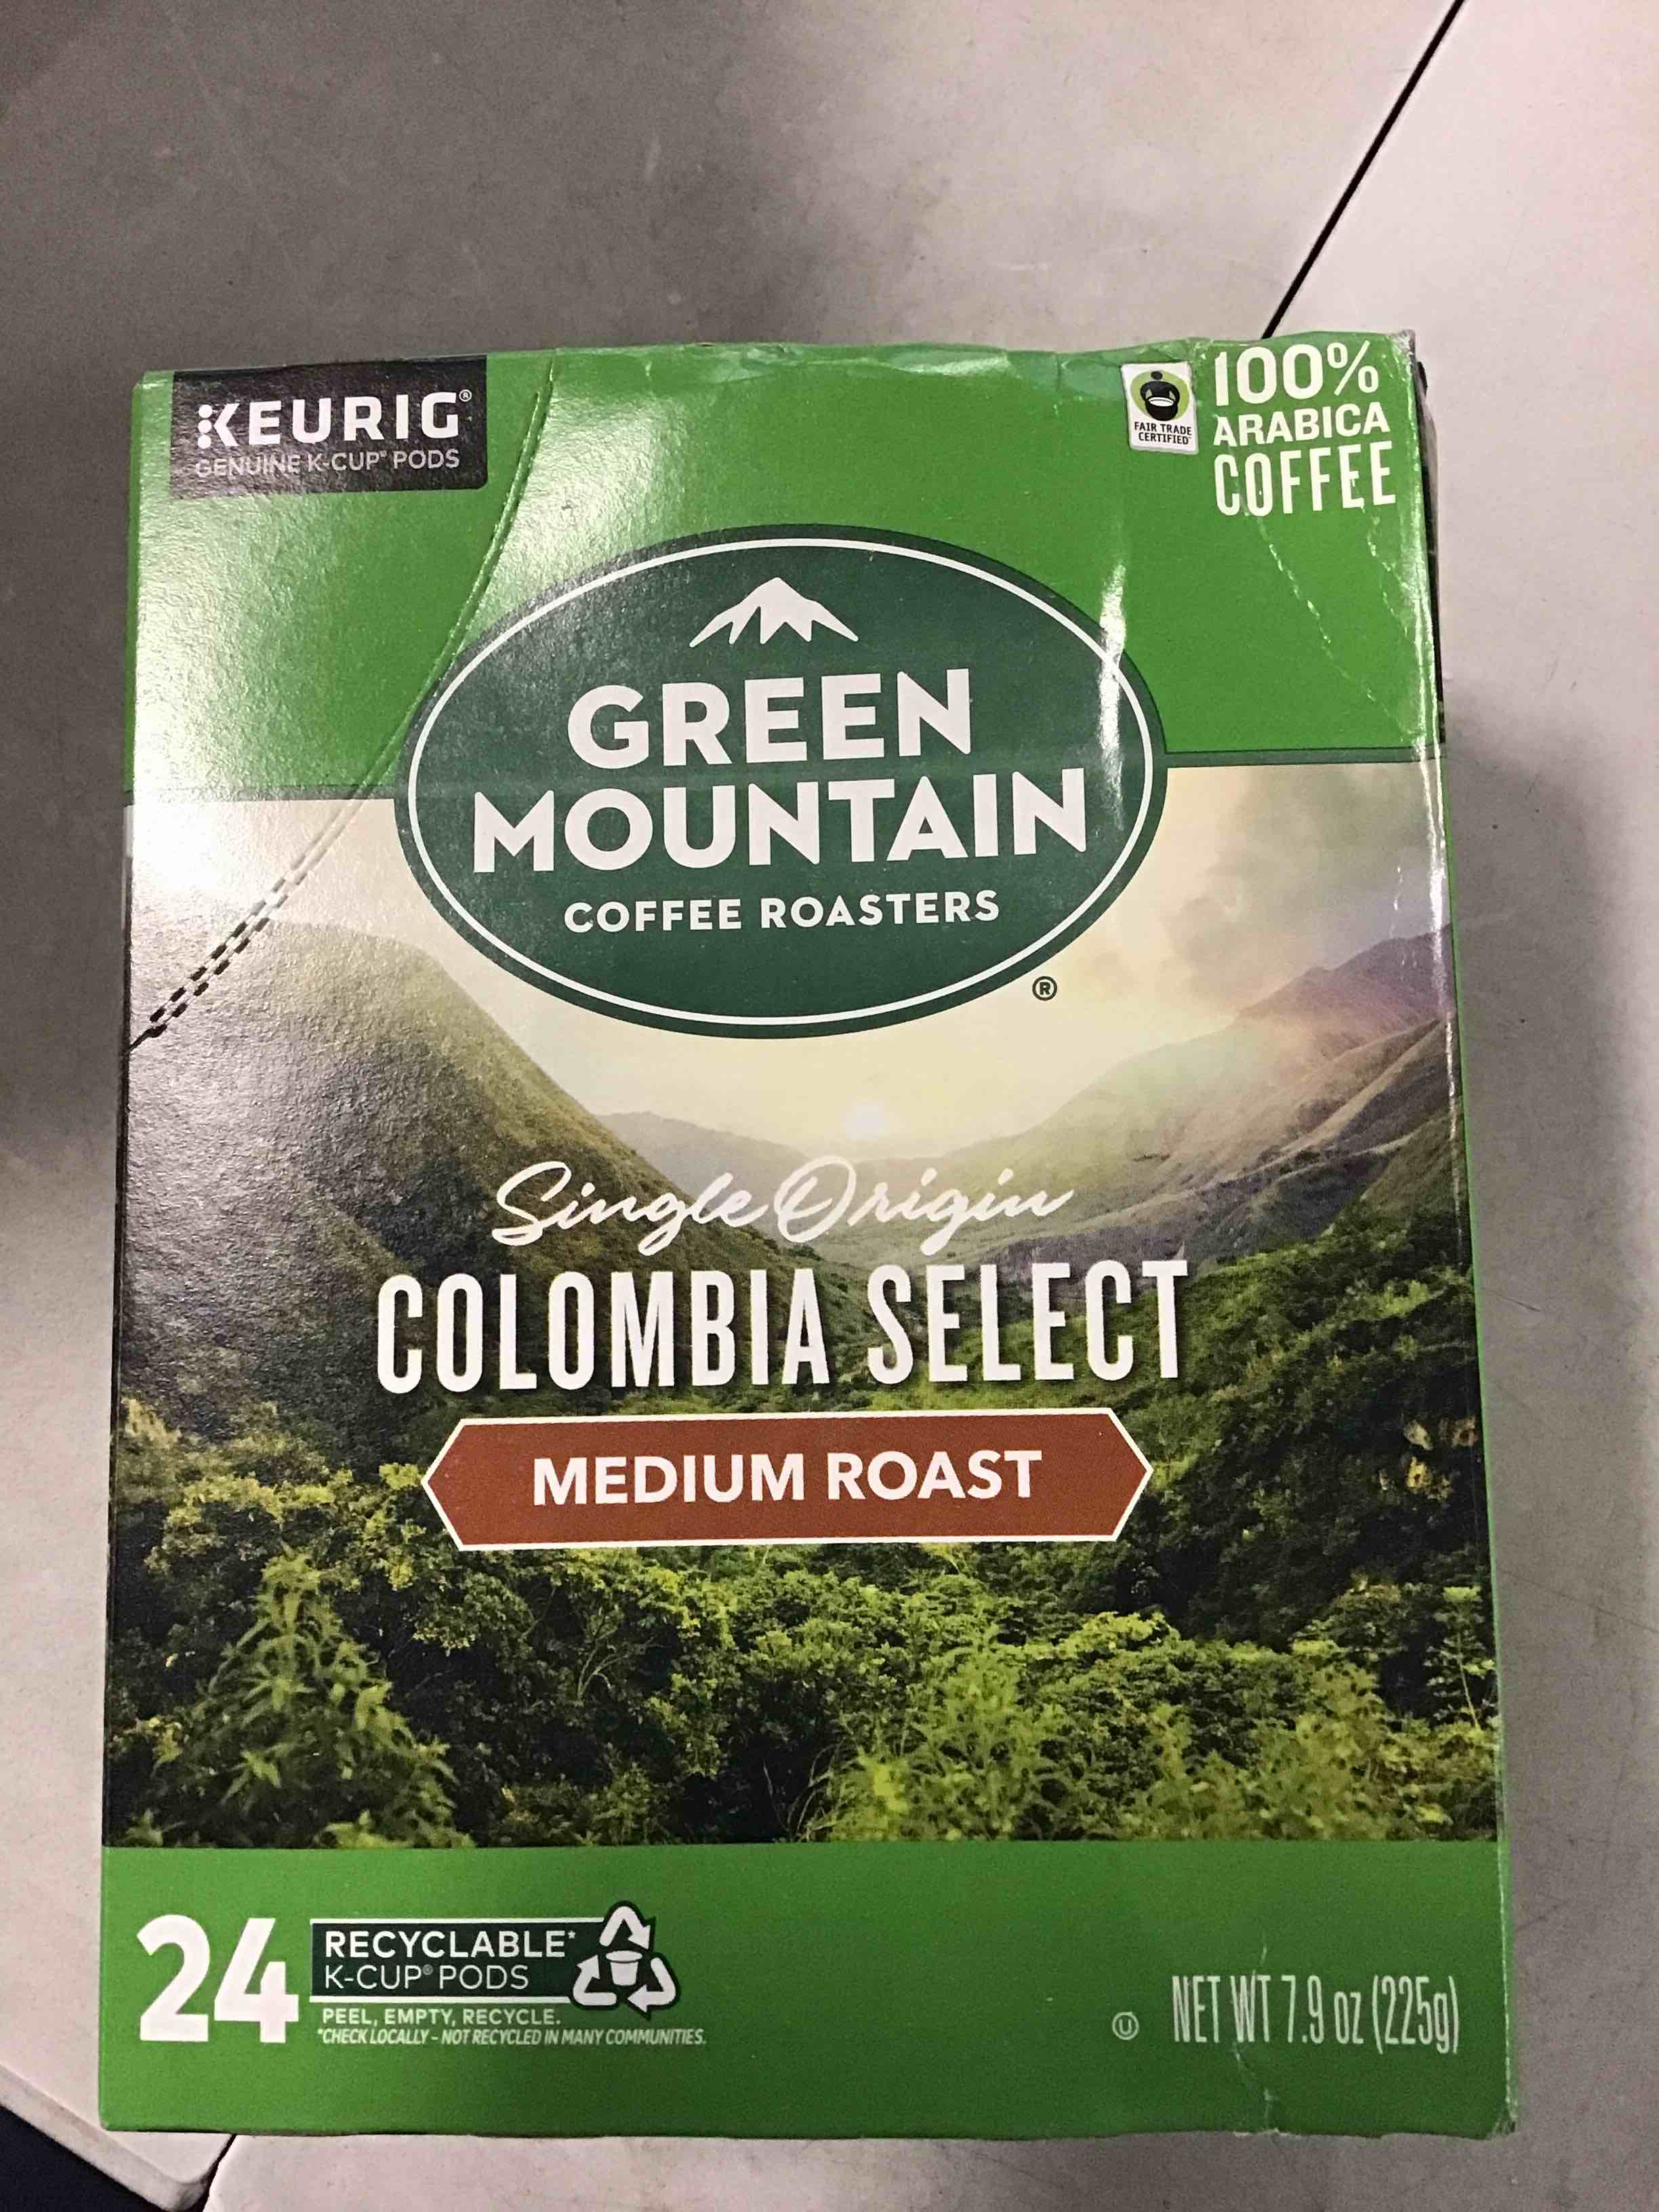 KEURIG®
GENUINE K-CUP® PODS
FAIR TRADE
CERTIFIED
100%
ARABICA
COFFEE
GREEN
MOUNTAIN
COFFEE ROASTERS
®
Single Origin
COLOMBIA SELECT
MEDIUM ROAST
24
RECYCLABLE*
K-CUP® PODS
PEEL, EMPTY, RECYCLE.
*CHECK LOCALLY - NOT RECYCLED IN MANY COMMUNITIES.
U NET WT 7.9 oz (225g)